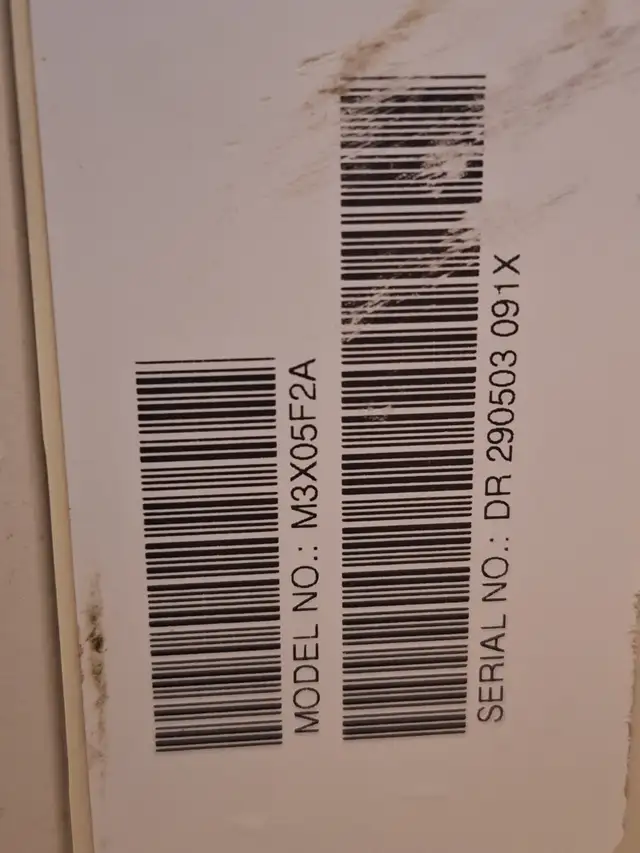 MODEL NO.: M3X05F2A
SERIAL NO.: DR 290503 091X